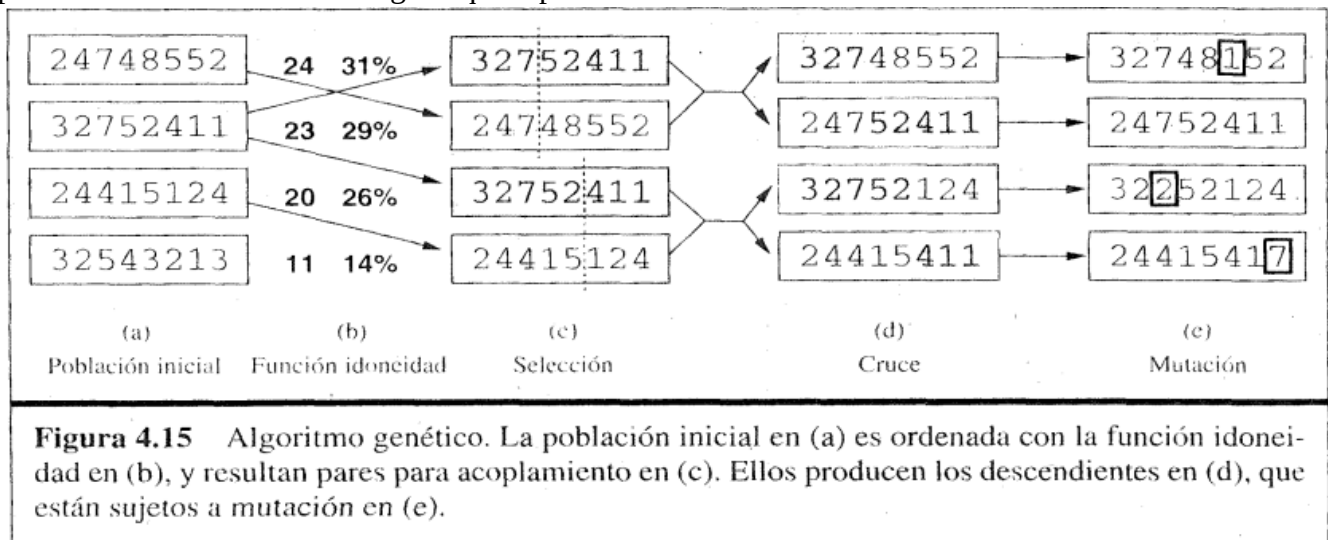 24748552 24 31% 32752411 32748552 32748152
32752411 23 29% 24748552 24752411 24752411
24415124 20 26% 32752411 32752124 32252124
32543213 11 14% 24415124 24415411 24415417
(a) (b) (c) (d) (e)
Población inicial Función idoneidad Selección Cruce Mutación
Figura 4.15 Algoritmo genético. La población inicial en (a) es ordenada con la función idonei-
dad en (b), y resultan pares para acoplamiento en (c). Ellos producen los descendientes en (d), que
están sujetos a mutación en (e).